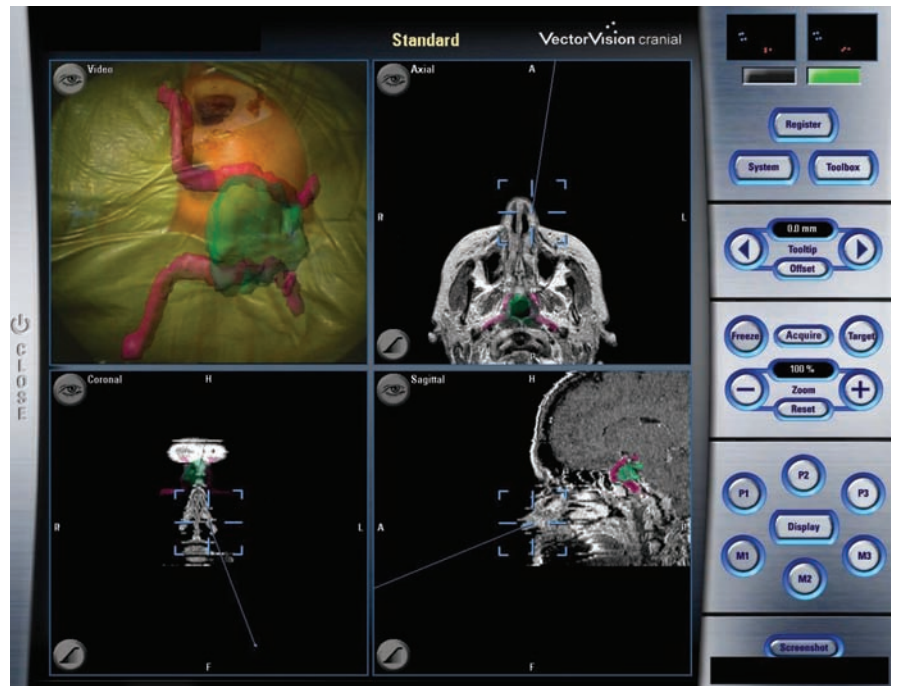 Standard
VectorVision cranial
CLOSE
Video
Axial
A
R
L
Coronal
H
R
L
F
Sagittal
H
A
F
Register
System
Toolbox
0.0 mm
Tooltip
Offset
Freeze
Acquire
Target
100 %
Zoom
Reset
P1
P2
P3
Display
M1
M2
M3
Screenshot